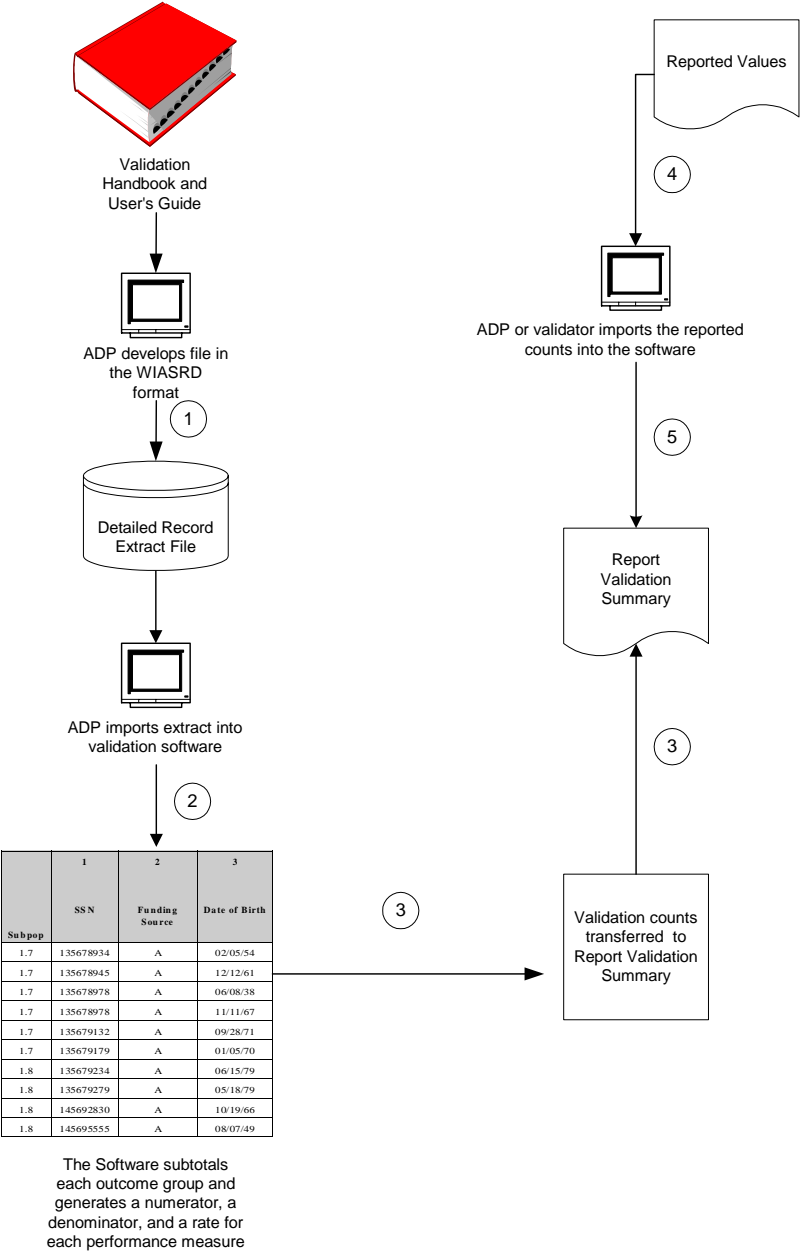 Validation
Handbook and
User's Guide
ADP develops file in
the WIASRD
format
1
Detailed Record
Extract File
ADP imports extract into
validation software
2
1 2 3
SSN Funding Date of Birth
Source
Subpop
1.7 135678934 A 02/05/54
1.7 135678945 A 12/12/61
1.7 135678978 A 06/08/38
1.7 135678978 A 11/11/67
1.7 135679132 A 09/28/71
1.7 135679179 A 01/05/70
1.8 135679234 A 06/15/79
1.8 135679279 A 05/18/79
1.8 145692830 A 10/19/66
1.8 145695555 A 08/07/49
The Software subtotals
each outcome group and
generates a numerator, a
denominator, and a rate for
each performance measure
3
Validation counts
transferred to
Report Validation
Summary
3
Reported Values
4
ADP or validator imports the reported
counts into the software
5
Report
Validation
Summary